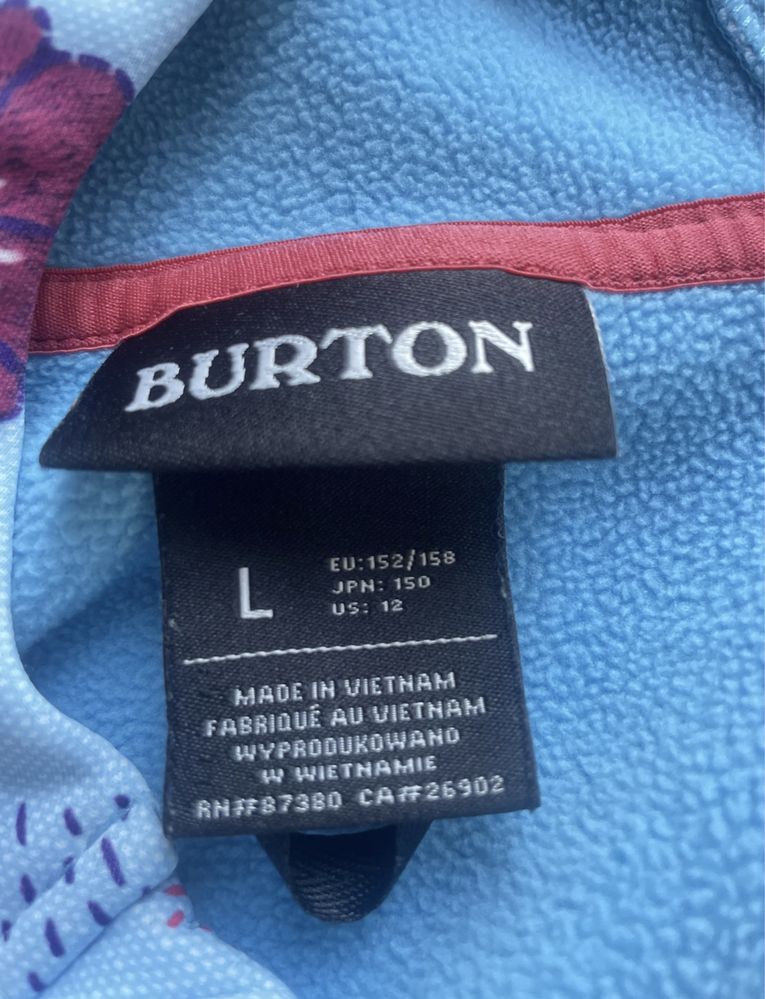 BURTON
L
EU:152/158
JPN: 150
US: 12
MADE IN VIETNAM
FABRIQUÉ AU VIETNAM
WYPRODUKOWANO
W WIETNAMIE
RN#87380 CA#26902